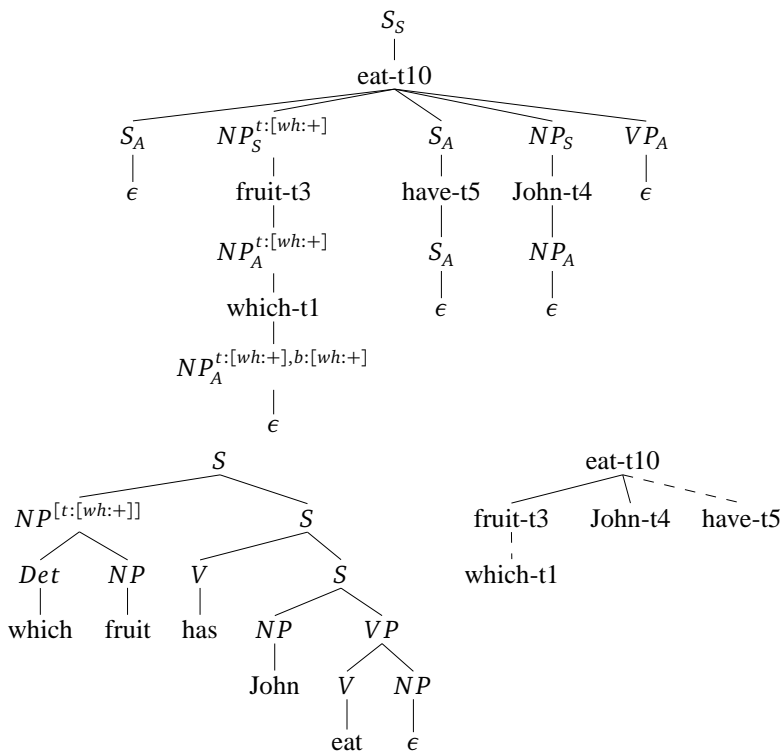 S_S
eat-t10
S_A NP_S^{t:[wh:+]} S_A NP_S VP_A
ϵ fruit-t3 have-t5 John-t4 ϵ
NP_A^{t:[wh:+]} S_A NP_A
which-t1 ϵ ϵ
NP_A^{t:[wh:+],b:[wh:+]}
ϵ
S
NP^{[t:[wh:+]]} S
Det NP V S
which fruit has NP VP
John V NP
eat ϵ
eat-t10
fruit-t3 John-t4 have-t5
which-t1